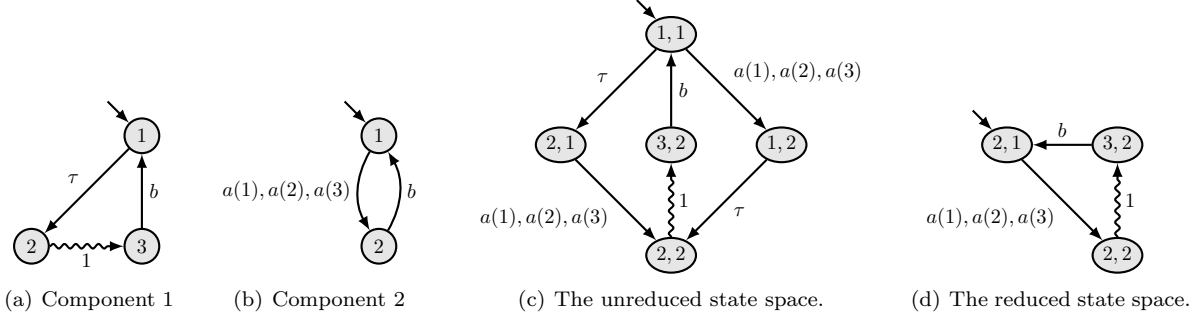 1
τ
b
2
3
1
(a) Component 1
1
a(1), a(2), a(3)
b
2
(b) Component 2
1, 1
τ
a(1), a(2), a(3)
b
2, 1
3, 2
1, 2
a(1), a(2), a(3)
1
τ
2, 2
(c) The unreduced state space.
2, 1
b
3, 2
a(1), a(2), a(3)
1
2, 2
(d) The reduced state space.